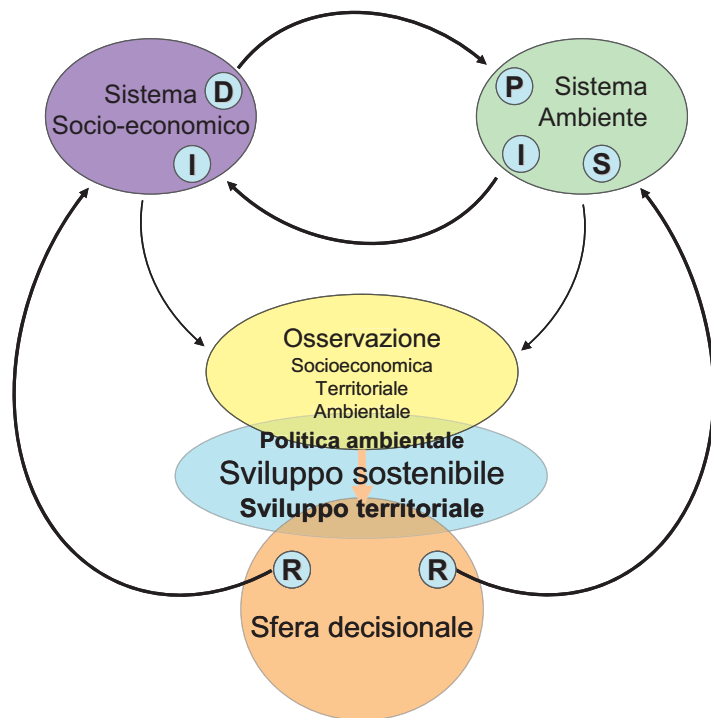 Sistema
Socio-economico
D
I
P
Sistema
Ambiente
I
S
Osservazione
Socioeconomica
Territoriale
Ambientale
Politica ambientale
Sviluppo sostenibile
Sviluppo territoriale
R
R
Sfera decisionale